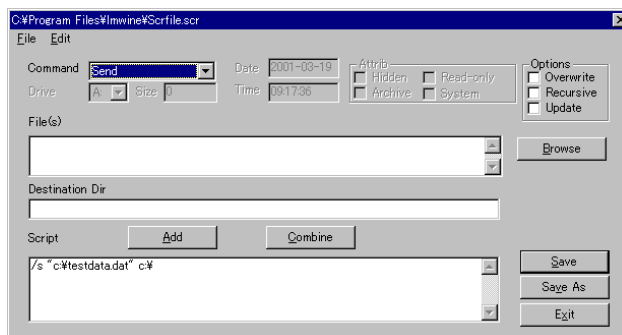 C:¥Program Files¥Imwine¥Scrfile.scr
File Edit
Command Send Date 2001-03-19 Attrib Options
Hidden Read-only Overwrite
Drive A: Size 0 Time 09:17:36 Archive System Recursive
Update
File(s)
Browse
Destination Dir
Script Add Combine
/s "c:¥testdata.dat" c:¥
Save
Save As
Exit